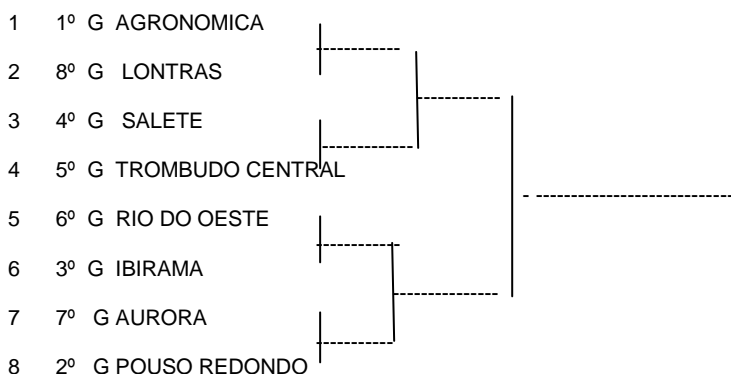 1 1º G AGRONOMICA
2 8º G LONTRAS
3 4º G SALETE
4 5º G TROMBUDO CENTRAL
5 6º G RIO DO OESTE
6 3º G IBIRAMA
7 7º G AURORA
8 2º G POUSO REDONDO